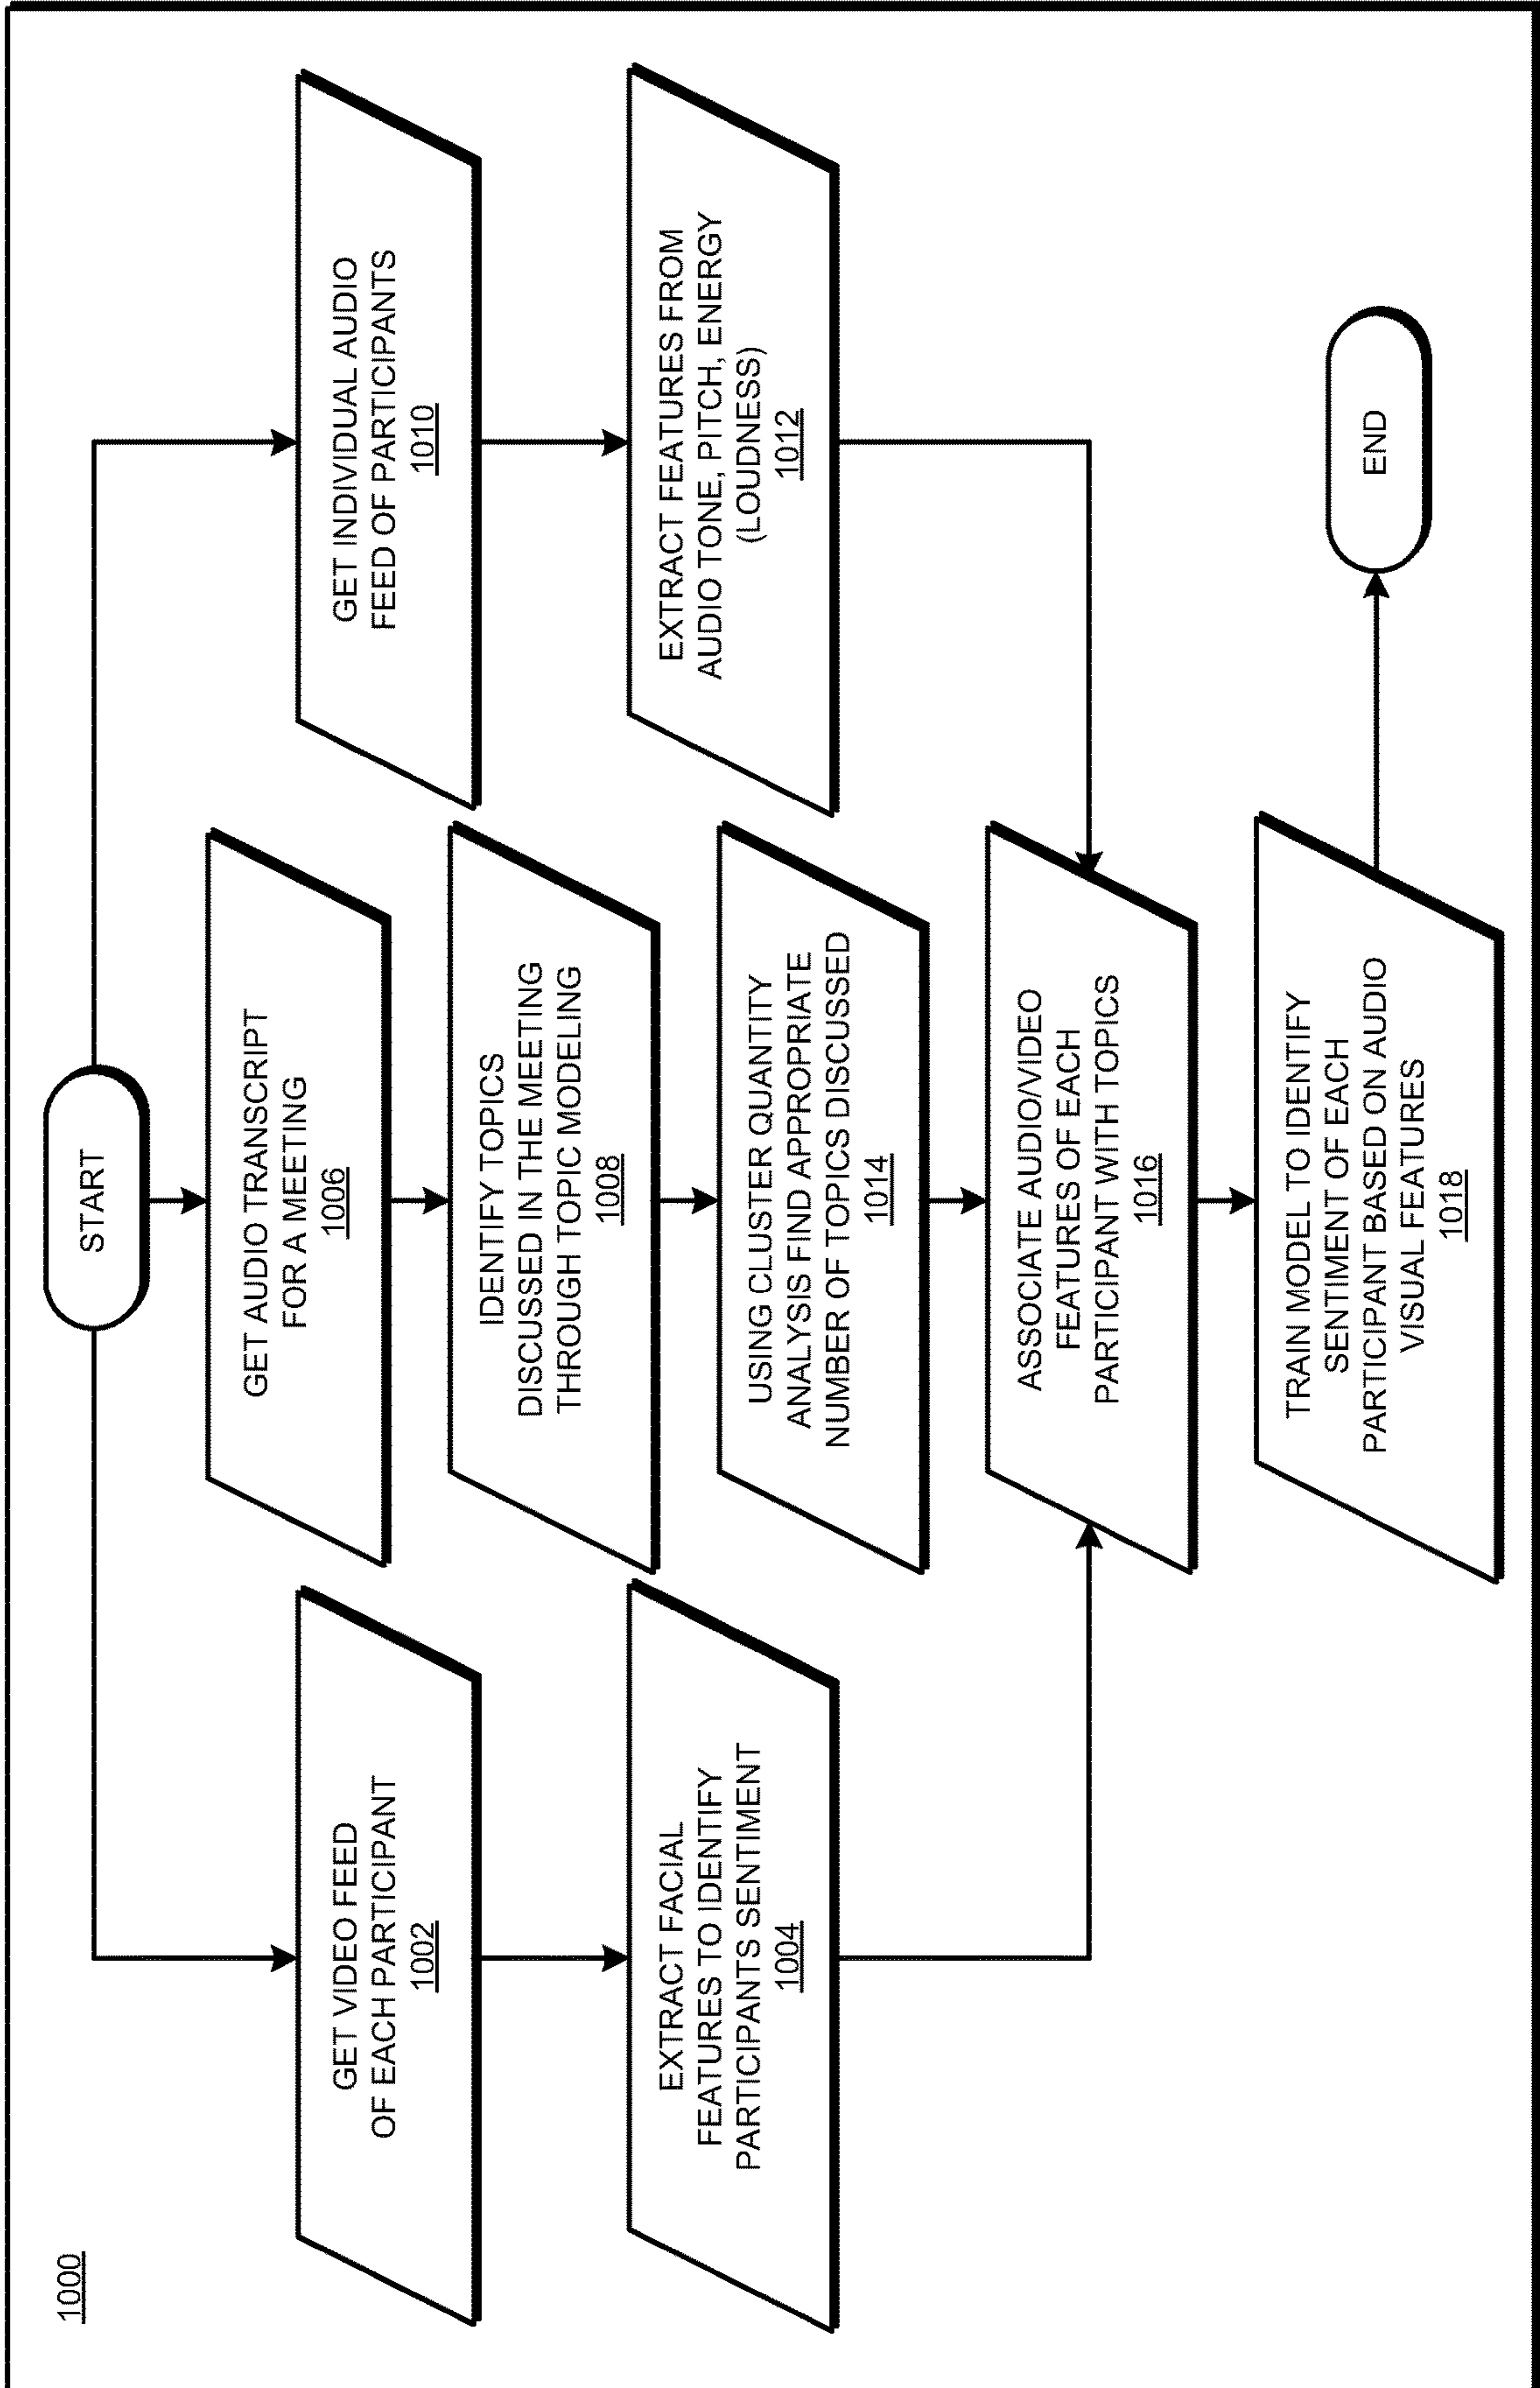 1000
START
GET VIDEO FEED
OF EACH PARTICIPANT
1002
EXTRACT FACIAL
FEATURES TO IDENTIFY
PARTICIPANTS SENTIMENT
1004
GET AUDIO TRANSCRIPT
FOR A MEETING
1006
IDENTIFY TOPICS
DISCUSSED IN THE MEETING
THROUGH TOPIC MODELING
1008
USING CLUSTER QUANTITY
ANALYSIS FIND APPROPRIATE
NUMBER OF TOPICS DISCUSSED
1014
GET INDIVIDUAL AUDIO
FEED OF PARTICIPANTS
1010
EXTRACT FEATURES FROM
AUDIO TONE, PITCH, ENERGY
(LOUDNESS)
1012
ASSOCIATE AUDIO/VIDEO
FEATURES OF EACH
PARTICIPANT WITH TOPICS
1016
TRAIN MODEL TO IDENTIFY
SENTIMENT OF EACH
PARTICIPANT BASED ON AUDIO
VISUAL FEATURES
1018
END